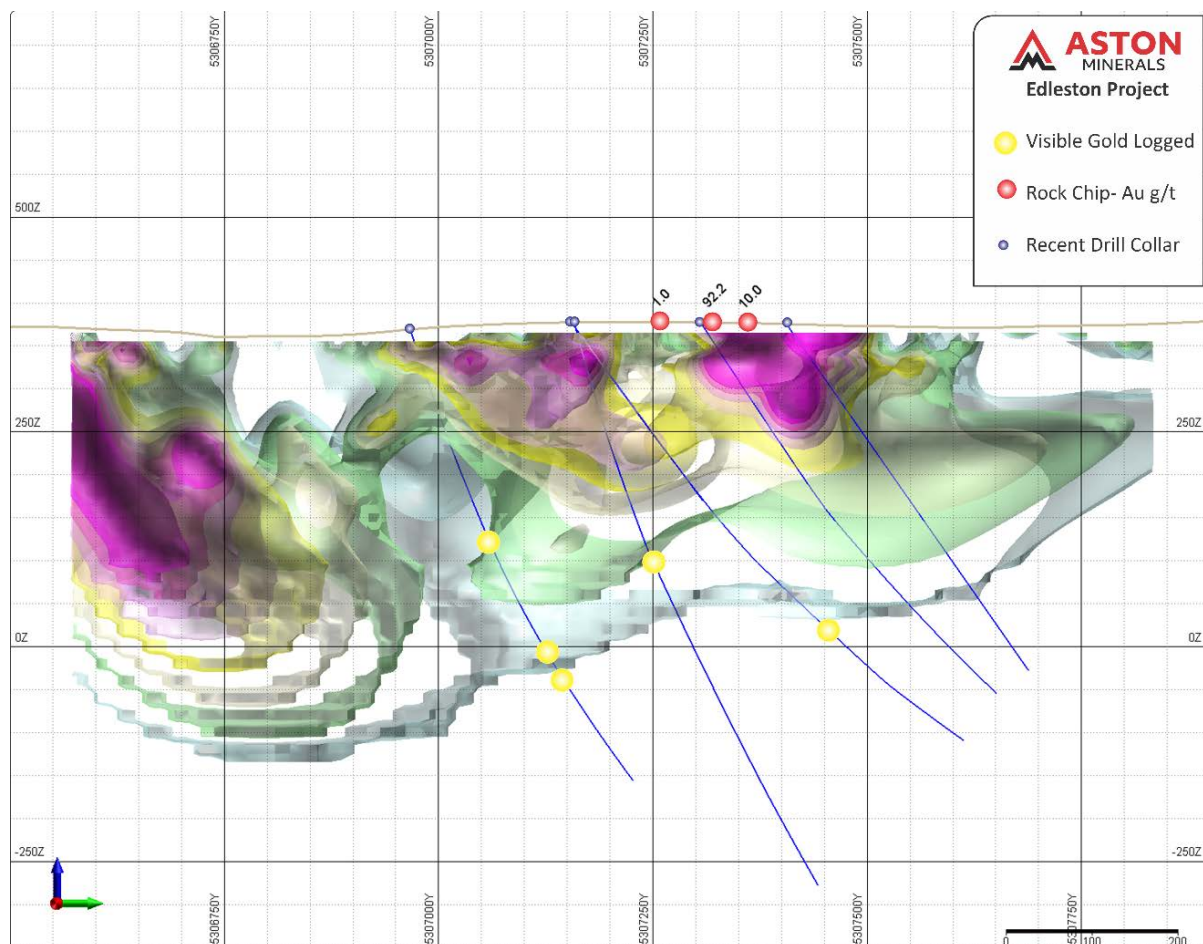 5306750Y
5307000Y
5307250Y
5307500Y
ASTON
MINERALS
Edleston Project
Visible Gold Logged
Rock Chip- Au g/t
Recent Drill Collar
500Z
1.0
92.2
10.0
250Z
250Z
0Z
0Z
-250Z
-250Z
5306750Y
5307000Y
5307250Y
5307500Y
5307750Y
0
100
200